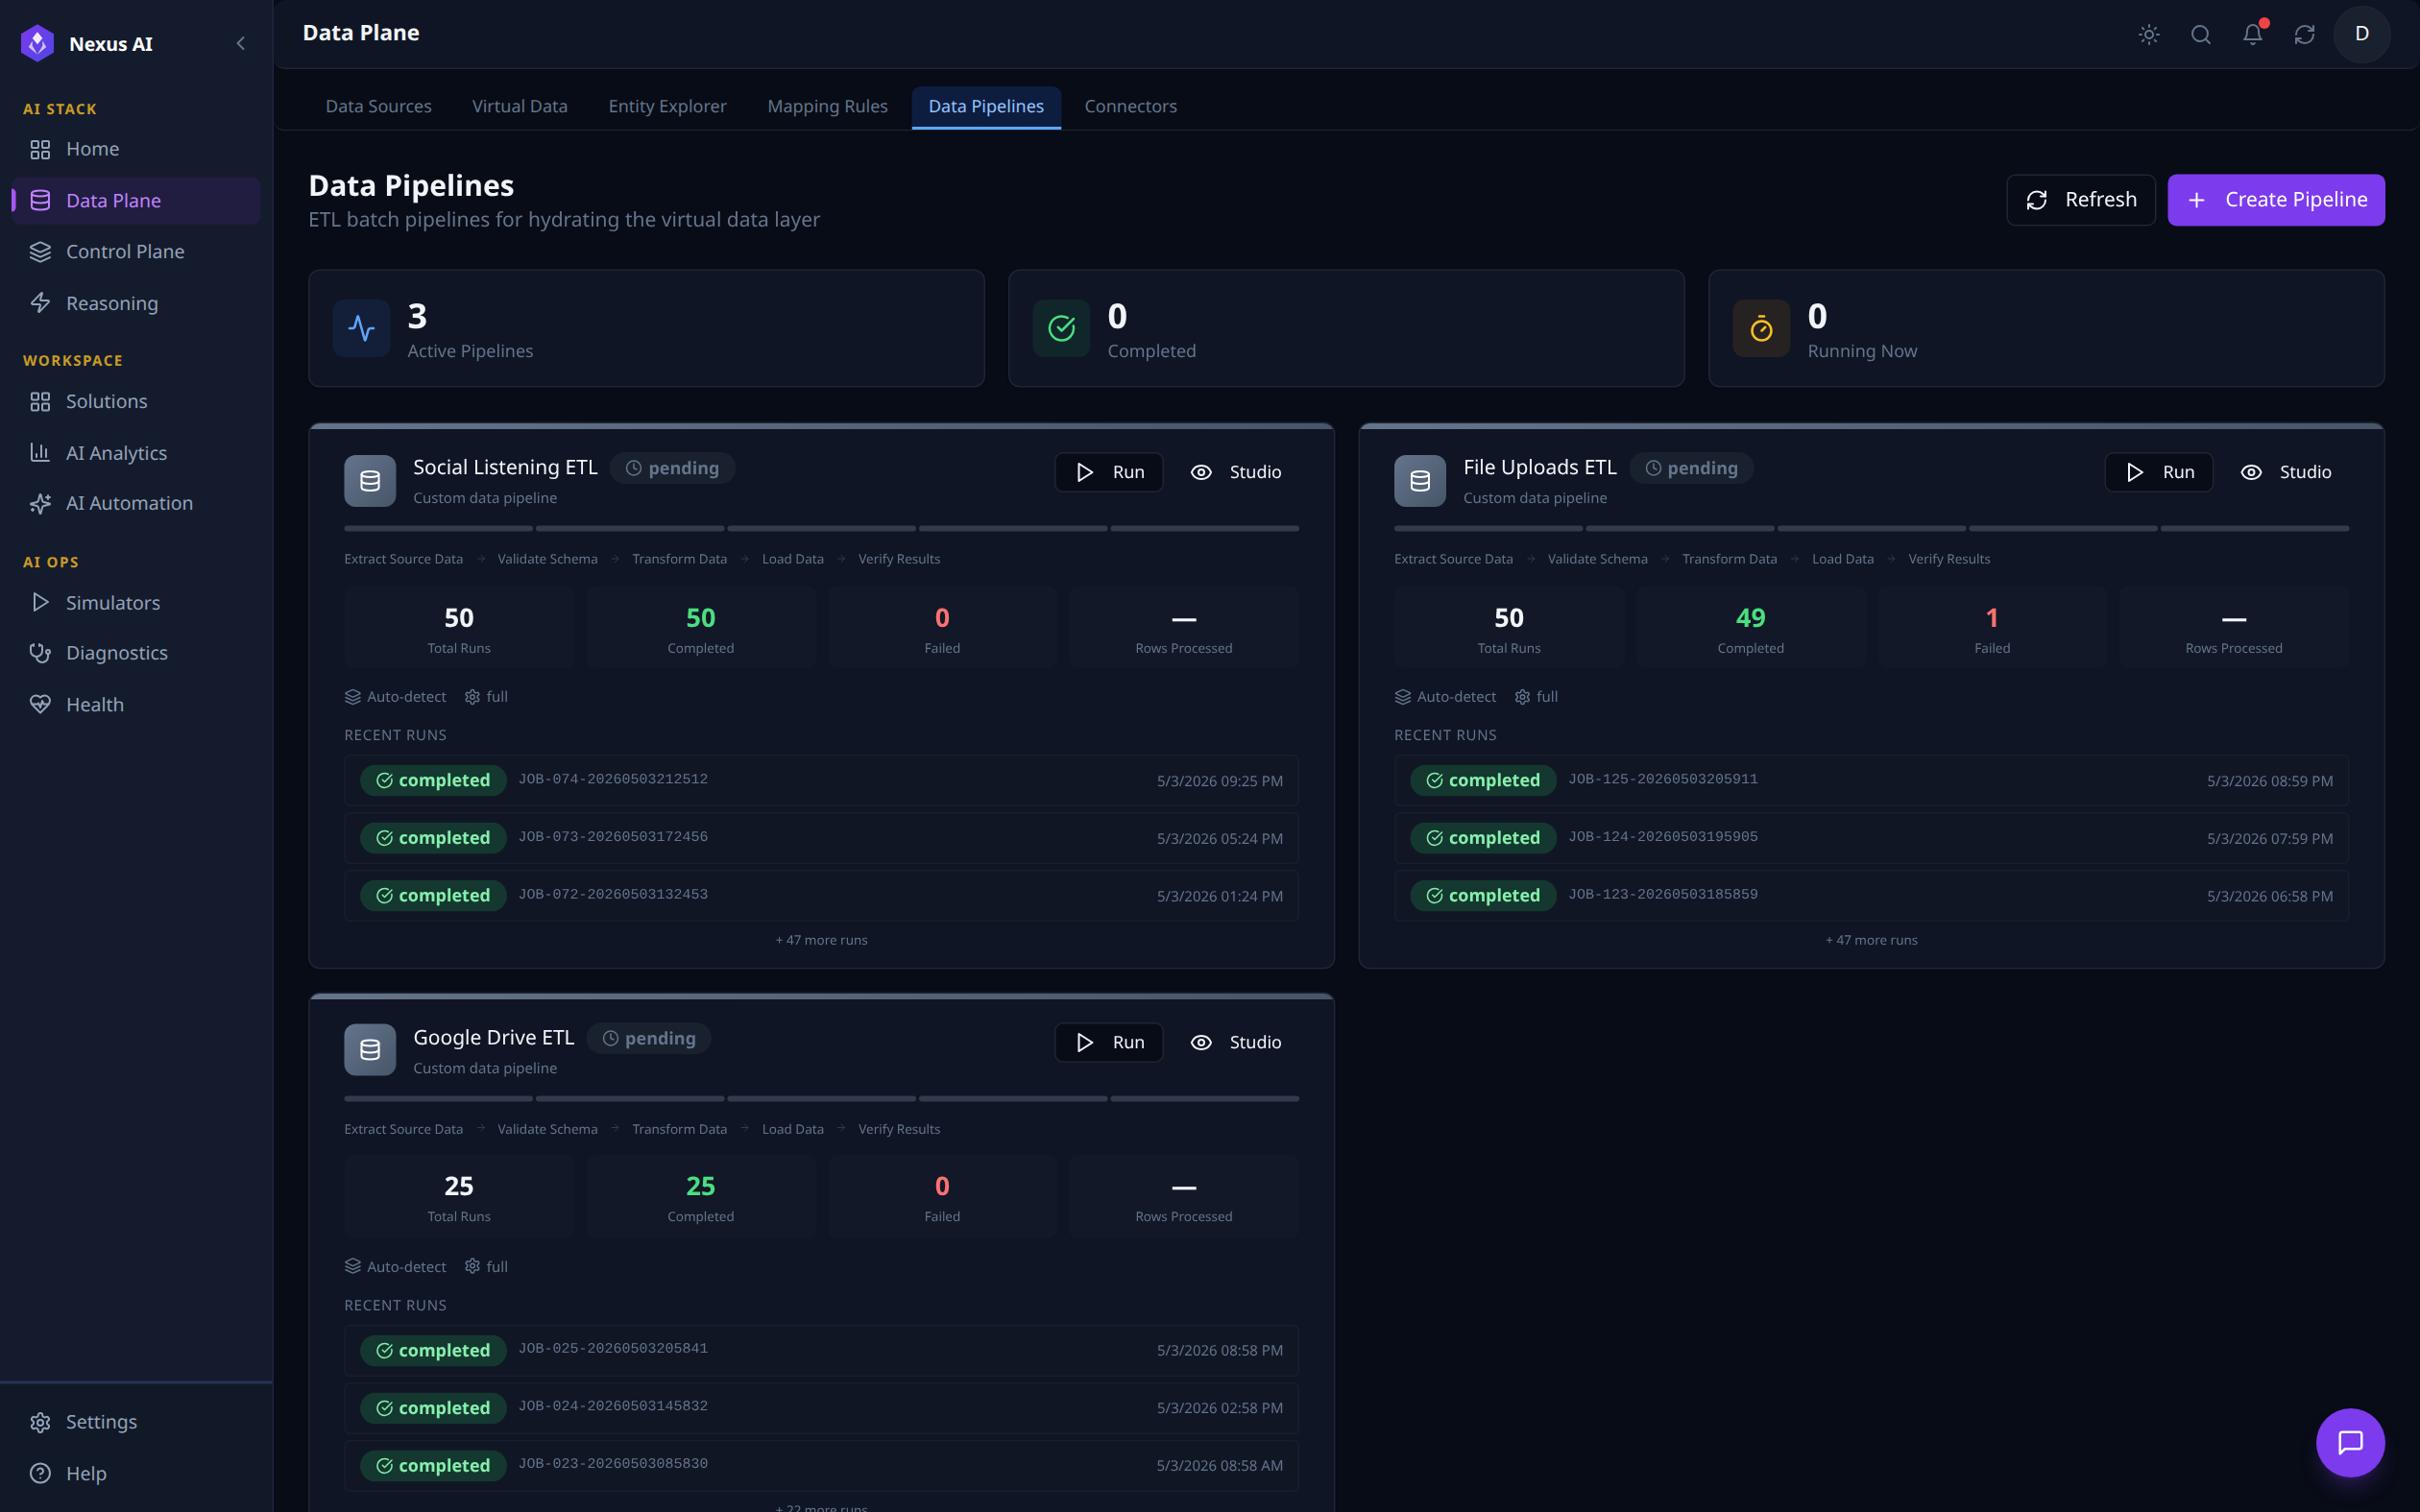 Nexus AI
AI STACK
Home
Data Plane
Control Plane
Reasoning
WORKSPACE
Solutions
AI Analytics
AI Automation
AI OPS
Simulators
Diagnostics
Health
Settings
Help
Data Plane
D
Data Sources Virtual Data Entity Explorer Mapping Rules Data Pipelines Connectors
Data Pipelines
ETL batch pipelines for hydrating the virtual data layer
Refresh
Create Pipeline
3
Active Pipelines
0
Completed
0
Running Now
Social Listening ETL pending
Custom data pipeline
Run
Studio
Extract Source Data → Validate Schema → Transform Data → Load Data → Verify Results
50
Total Runs
50
Completed
0
Failed
—
Rows Processed
Auto-detect full
RECENT RUNS
completed JOB-074-20260503212512 5/3/2026 09:25 PM
completed JOB-073-20260503172456 5/3/2026 05:24 PM
completed JOB-072-20260503132453 5/3/2026 01:24 PM
+ 47 more runs
File Uploads ETL pending
Custom data pipeline
Run
Studio
Extract Source Data → Validate Schema → Transform Data → Load Data → Verify Results
50
Total Runs
49
Completed
1
Failed
—
Rows Processed
Auto-detect full
RECENT RUNS
completed JOB-125-20260503205911 5/3/2026 08:59 PM
completed JOB-124-20260503195905 5/3/2026 07:59 PM
completed JOB-123-20260503185859 5/3/2026 06:58 PM
+ 47 more runs
Google Drive ETL pending
Custom data pipeline
Run
Studio
Extract Source Data → Validate Schema → Transform Data → Load Data → Verify Results
25
Total Runs
25
Completed
0
Failed
—
Rows Processed
Auto-detect full
RECENT RUNS
completed JOB-025-20260503205841 5/3/2026 08:58 PM
completed JOB-024-20260503145832 5/3/2026 02:58 PM
completed JOB-023-20260503085830 5/3/2026 08:58 AM
+ 22 more runs